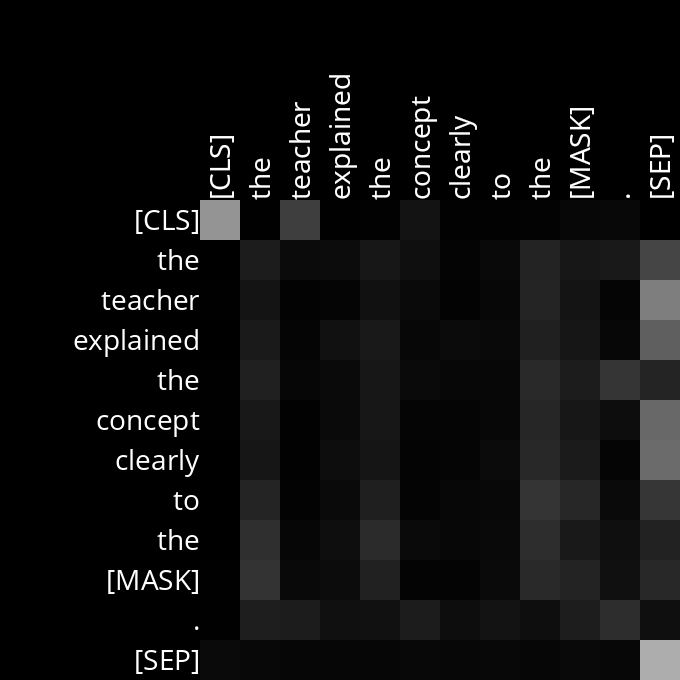 [CLS] the teacher explained the concept clearly to the [MASK] . [SEP]
[CLS]
the
teacher
explained
the
concept
clearly
to
the
[MASK]
.
[SEP]